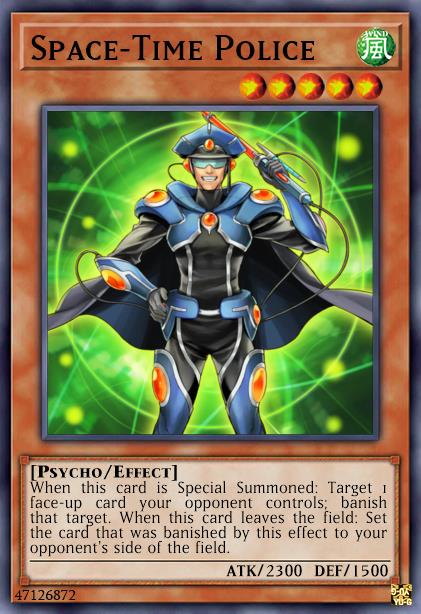 Space-Time Police
WIND
風
[Psycho/Effect]
When this card is Special Summoned: Target 1
face-up card your opponent controls; banish
that target. When this card leaves the field: Set
the card that was banished by this effect to your
opponent's side of the field.
ATK/2300 DEF/1500
47126872